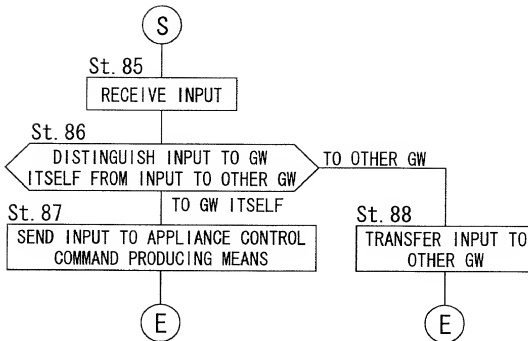 S
St. 85
RECEIVE INPUT
St. 86
DISTINGUISH INPUT TO GW
ITSELF FROM INPUT TO OTHER GW
TO OTHER GW
TO GW ITSELF
St. 87
SEND INPUT TO APPLIANCE CONTROL
COMMAND PRODUCING MEANS
St. 88
TRANSFER INPUT TO
OTHER GW
E
E